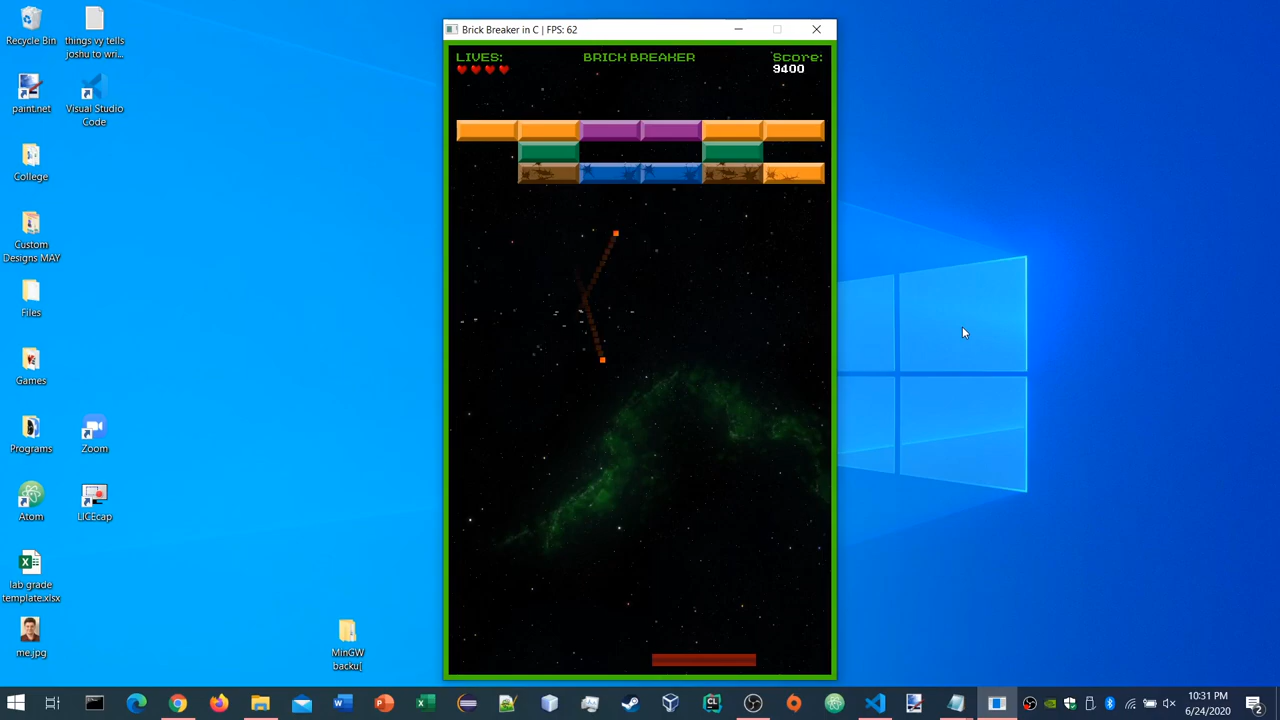 Recycle Bin
things vy tells
joshu to wri...
paint.net
Visual Studio
Code
College
Custom
Designs MAY
Files
Games
Programs
Zoom
Atom
LICEcap
lab grade
template.xlsx
me.jpg
MinGW
backu[
Brick Breaker in C | FPS: 62
LIVES:
BRICK BREAKER
Score:
9400
10:31 PM
6/24/2020
2